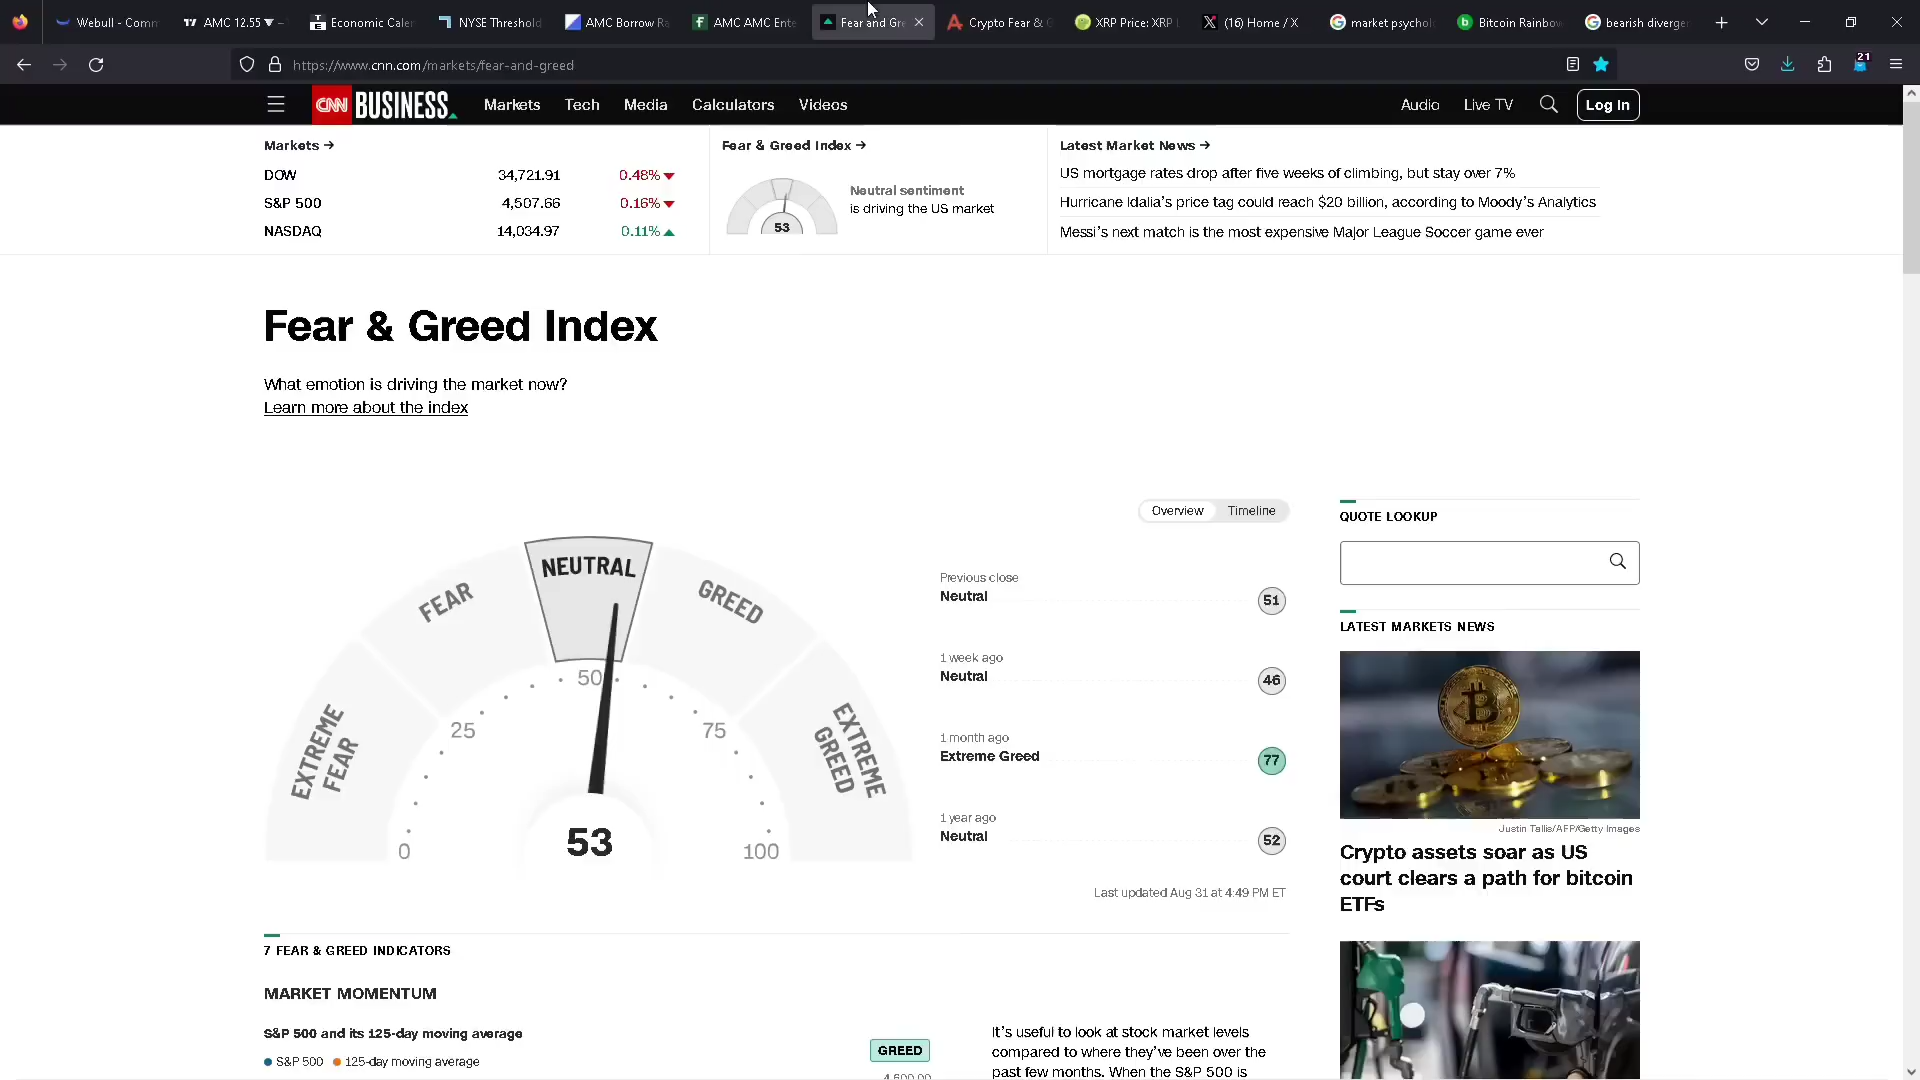 Webull - Comm
AMC 12.55 ▼ −
Economic Caler
NYSE Threshold
AMC Borrow Ra
AMC AMC Ente
Fear and Gre
Crypto Fear & G
XRP Price: XRP L
(16) Home / X
market psychol
Bitcoin Rainbow
bearish diverge
https://www.cnn.com/markets/fear-and-greed
21
CNN BUSINESS
Markets
Tech
Media
Calculators
Videos
Audio
Live TV
Log In
Markets →
DOW 34,721.91 0.48% ▼
S&P 500 4,507.66 0.16% ▼
NASDAQ 14,034.97 0.11% ▲
Fear & Greed Index →
53
Neutral sentiment
is driving the US market
Latest Market News →
US mortgage rates drop after five weeks of climbing, but stay over 7%
Hurricane Idalia's price tag could reach $20 billion, according to Moody's Analytics
Messi's next match is the most expensive Major League Soccer game ever
Fear & Greed Index
What emotion is driving the market now?
Learn more about the index
Overview
Timeline
EXTREME
FEAR
FEAR
NEUTRAL
GREED
EXTREME
GREED
0
25
50
75
100
53
Previous close
Neutral 51
1 week ago
Neutral 46
1 month ago
Extreme Greed 77
1 year ago
Neutral 52
Last updated Aug 31 at 4:49 PM ET
QUOTE LOOKUP
LATEST MARKETS NEWS
Justin Tallis/AFP/Getty Images
Crypto assets soar as US
court clears a path for bitcoin
ETFs
7 FEAR & GREED INDICATORS
MARKET MOMENTUM
S&P 500 and its 125-day moving average
S&P 500 125-day moving average
GREED
4,600.00
It's useful to look at stock market levels
compared to where they've been over the
past few months. When the S&P 500 is